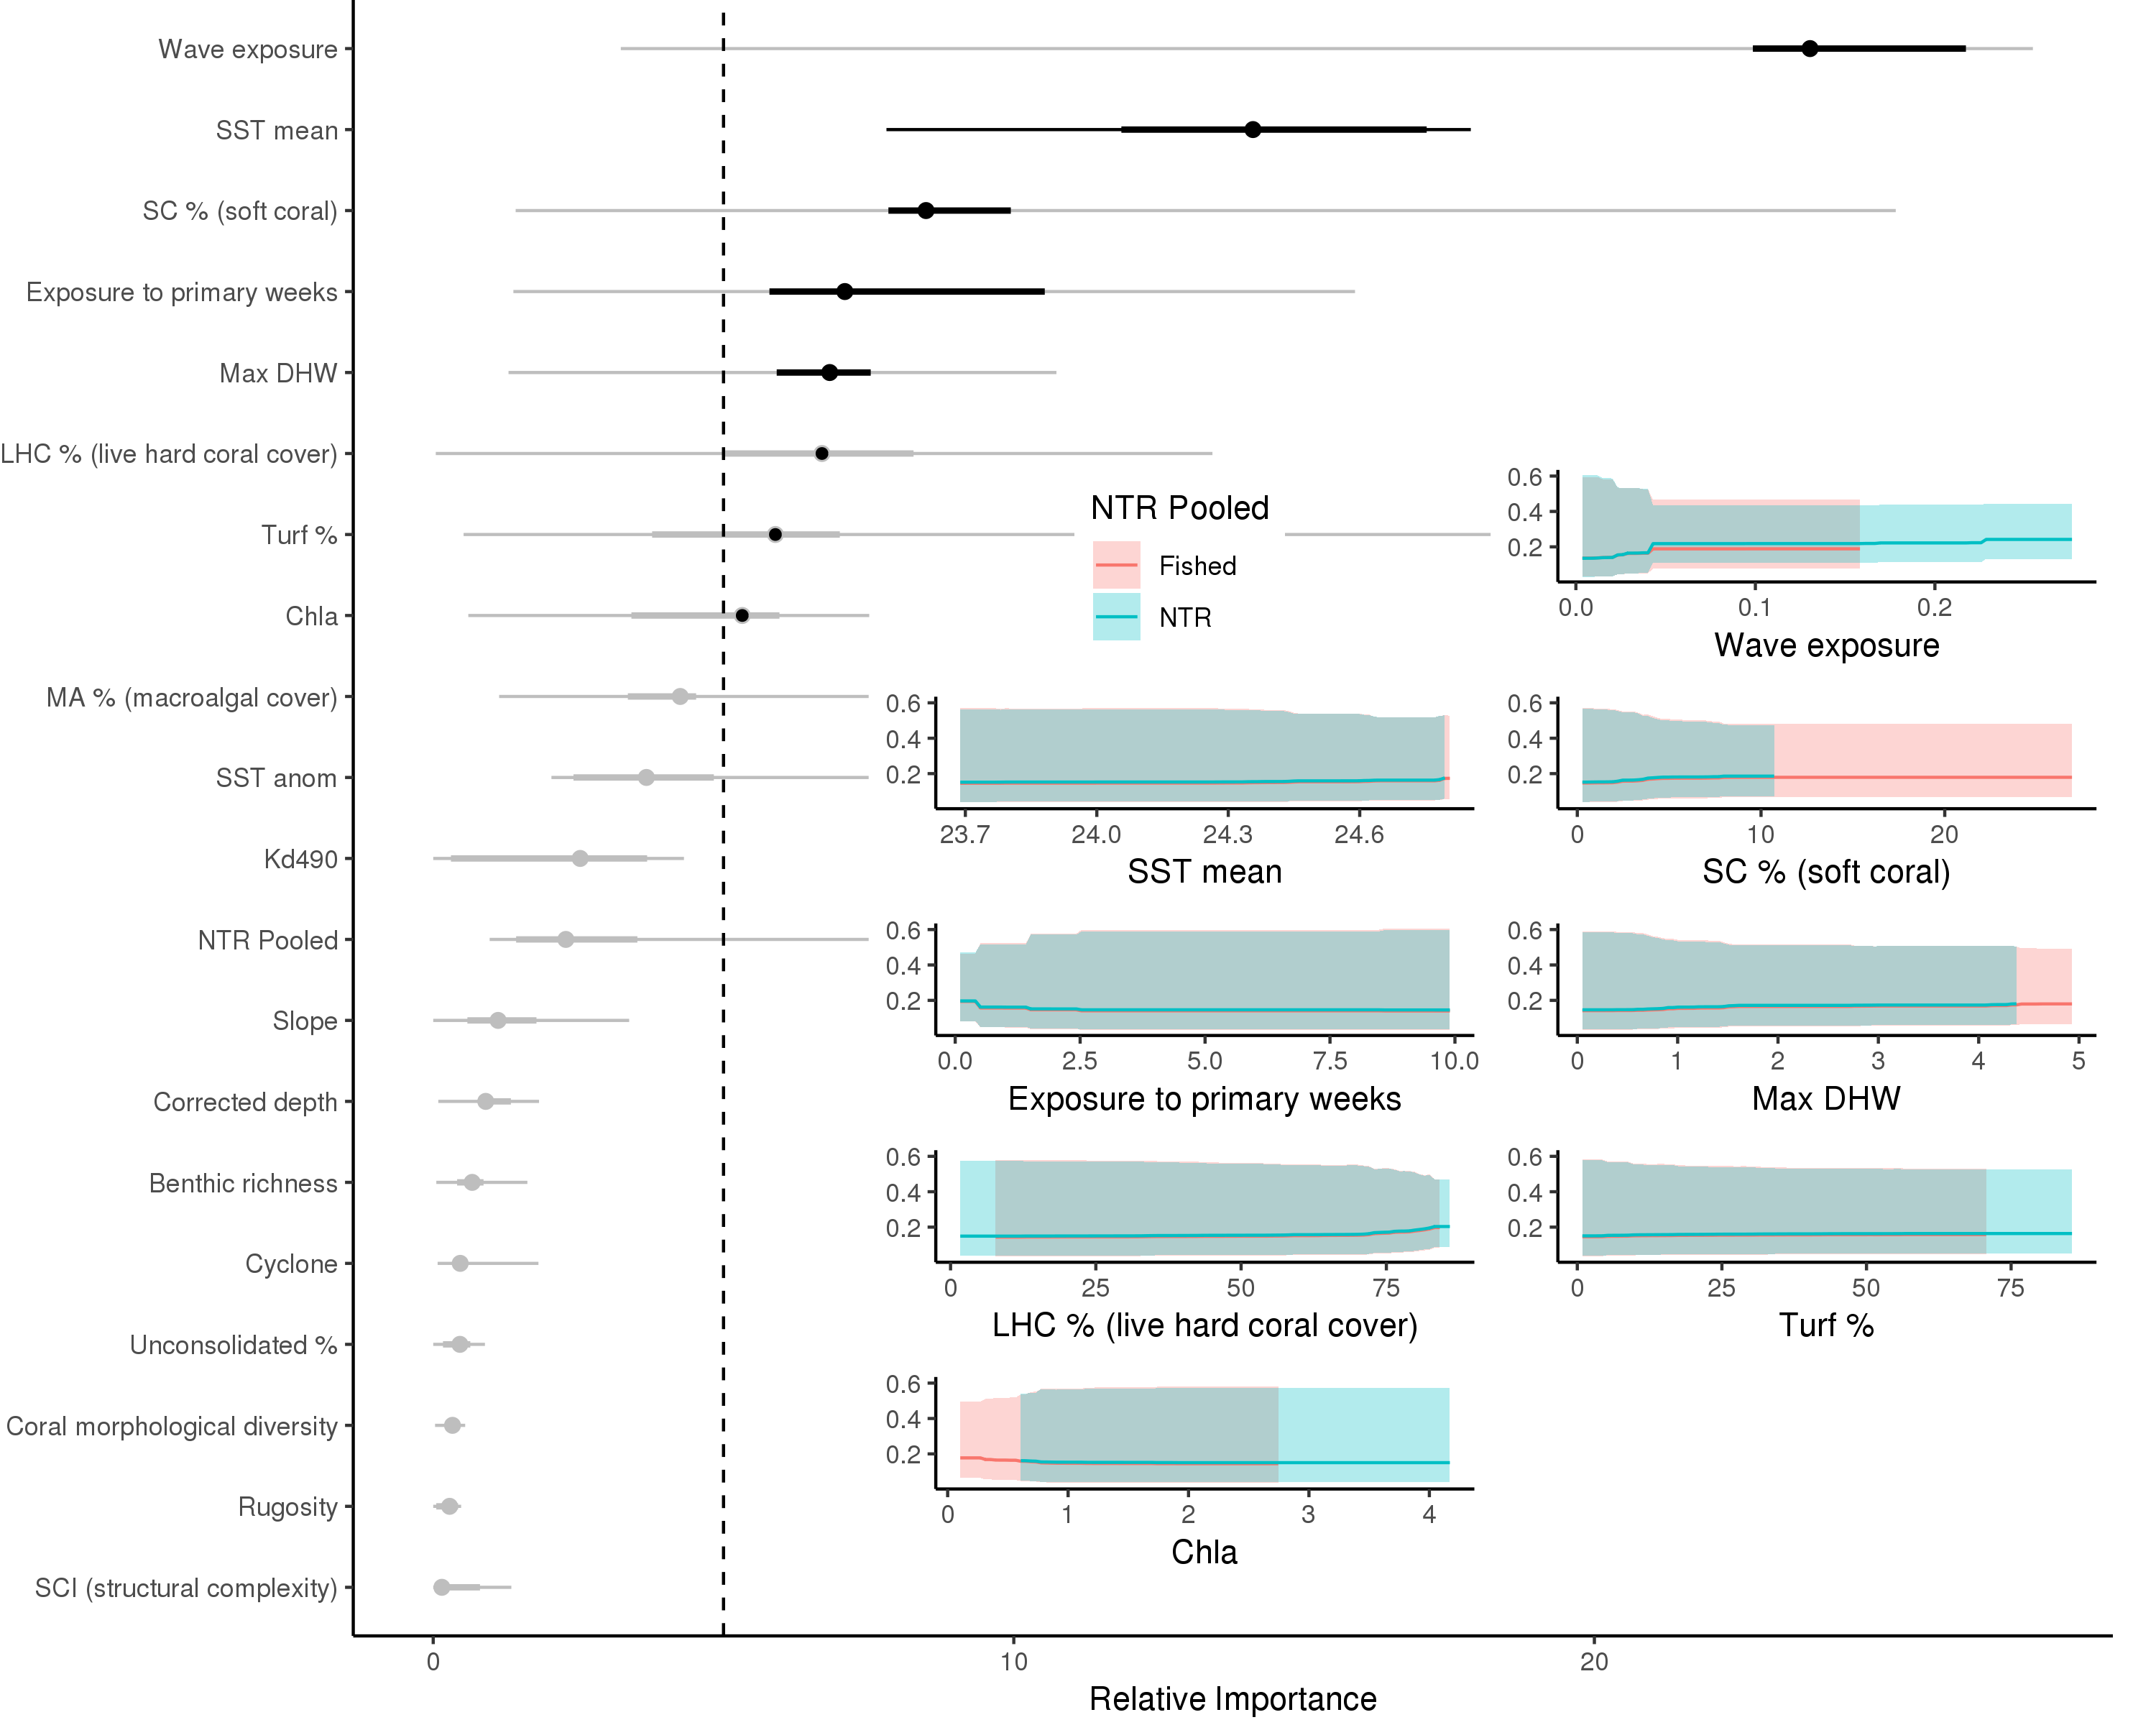 Wave exposure
SST mean
SC % (soft coral)
Exposure to primary weeks
Max DHW
LHC % (live hard coral cover)
Turf %
Chla
MA % (macroalgal cover)
SST anom
Kd490
NTR Pooled
Slope
Corrected depth
Benthic richness
Cyclone
Unconsolidated %
Coral morphological diversity
Rugosity
SCI (structural complexity)
0 10 20
Relative Importance
NTR Pooled
Fished
NTR
0.6
0.4
0.2
0.0 0.1 0.2
Wave exposure
0.6
0.4
0.2
23.7 24.0 24.3 24.6
SST mean
0.6
0.4
0.2
0 10 20
SC % (soft coral)
0.6
0.4
0.2
0.0 2.5 5.0 7.5 10.0
Exposure to primary weeks
0.6
0.4
0.2
0 1 2 3 4 5
Max DHW
0.6
0.4
0.2
0 25 50 75
LHC % (live hard coral cover)
0.6
0.4
0.2
0 25 50 75
Turf %
0.6
0.4
0.2
0 1 2 3 4
Chla